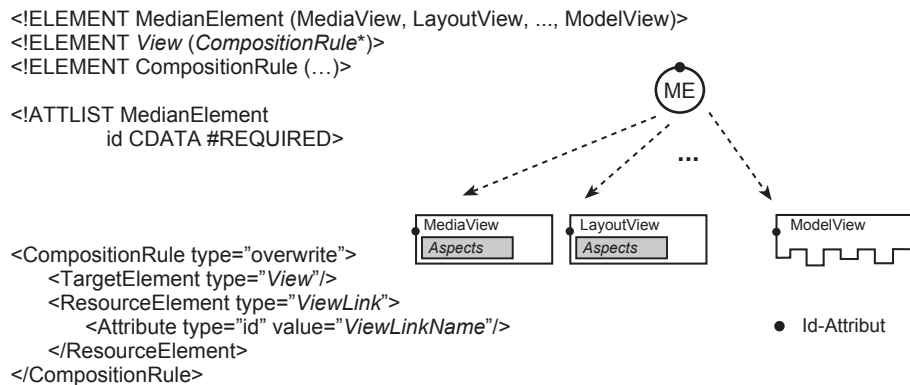 <!ELEMENT MedianElement (MediaView, LayoutView, ..., ModelView)>
<!ELEMENT View (CompositionRule*)>
<!ELEMENT CompositionRule (…)>
<!ATTLIST MedianElement
id CDATA #REQUIRED>
ME
...
MediaView
Aspects
LayoutView
Aspects
ModelView
<CompositionRule type=”overwrite”>
<TargetElement type=”View”/>
<ResourceElement type=”ViewLink”>
<Attribute type=”id” value=”ViewLinkName”/>
</ResourceElement>
</CompositionRule>
Id-Attribut